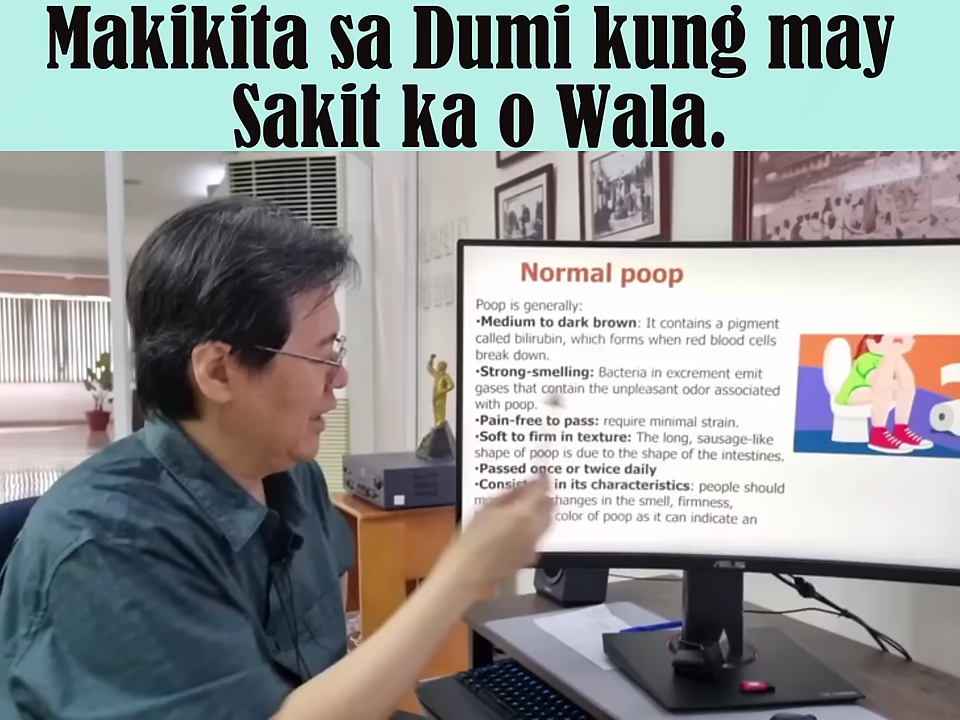 Makikita sa Dumi kung may
Sakit ka o Wala.
Normal poop
Poop is generally:
•Medium to dark brown: It contains a pigment
called bilirubin, which forms when red blood cells
break down.
•Strong-smelling: Bacteria in excrement emit
gases that contain the unpleasant odor associated
with poop.
•Pain-free to pass: require minimal strain.
•Soft to firm in texture: The long, sausage-like
shape of poop is due to the shape of the intestines.
•Passed once or twice daily
in its characteristics: people should
changes in the smell, firmness,
color of poop as it can indicate an
ASUS